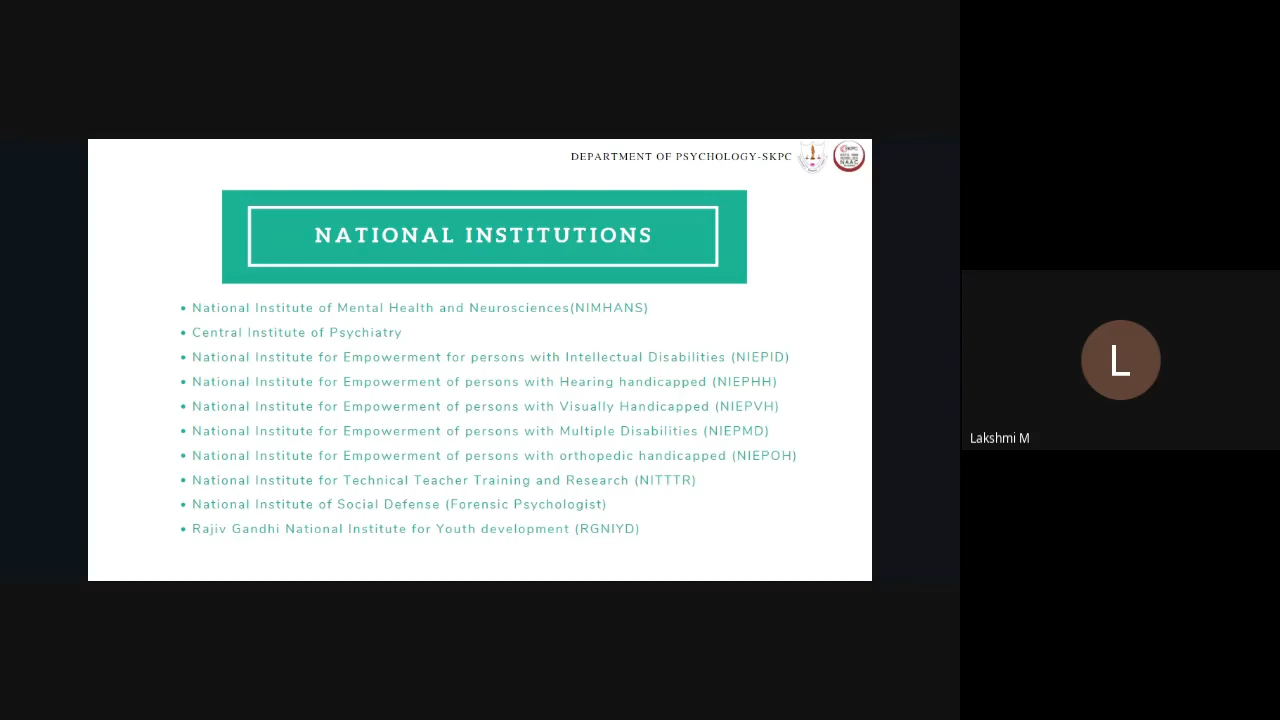 DEPARTMENT OF PSYCHOLOGY-SKPC
NATIONAL INSTITUTIONS
• National Institute of Mental Health and Neurosciences(NIMHANS)
• Central Institute of Psychiatry
• National Institute for Empowerment for persons with Intellectual Disabilities (NIEPID)
• National Institute for Empowerment of persons with Hearing handicapped (NIEPHH)
• National Institute for Empowerment of persons with Visually Handicapped (NIEPVH)
• National Institute for Empowerment of persons with Multiple Disabilities (NIEPMD)
• National Institute for Empowerment of persons with orthopedic handicapped (NIEPOH)
• National Institute for Technical Teacher Training and Research (NITTTR)
• National Institute of Social Defense (Forensic Psychologist)
• Rajiv Gandhi National Institute for Youth development (RGNIYD)
L
Lakshmi M